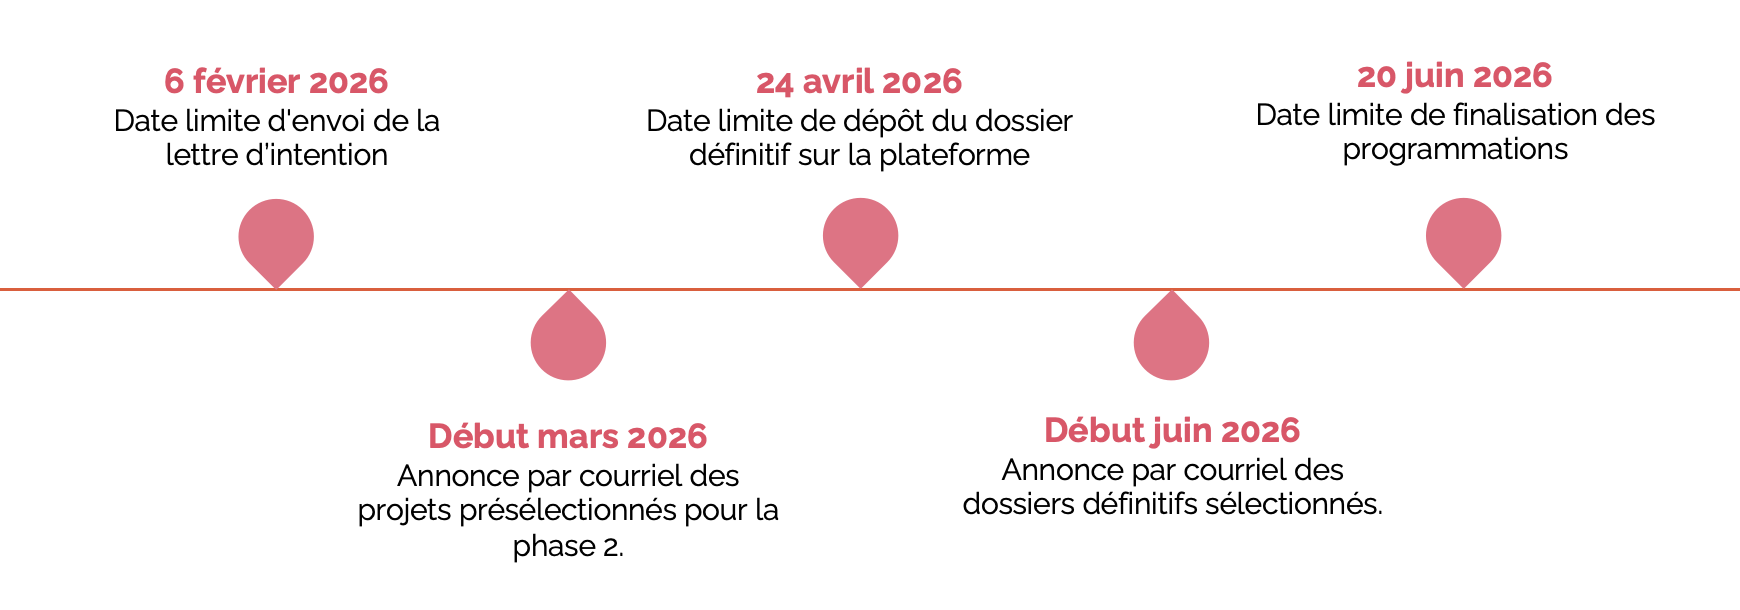 6 février 2026
Date limite d'envoi de la
lettre d’intention
Début mars 2026
Annonce par courriel des
projets présélectionnés pour la
phase 2.
24 avril 2026
Date limite de dépôt du dossier
définitif sur la plateforme
Début juin 2026
Annonce par courriel des
dossiers définitifs sélectionnés.
20 juin 2026
Date limite de finalisation des
programmations